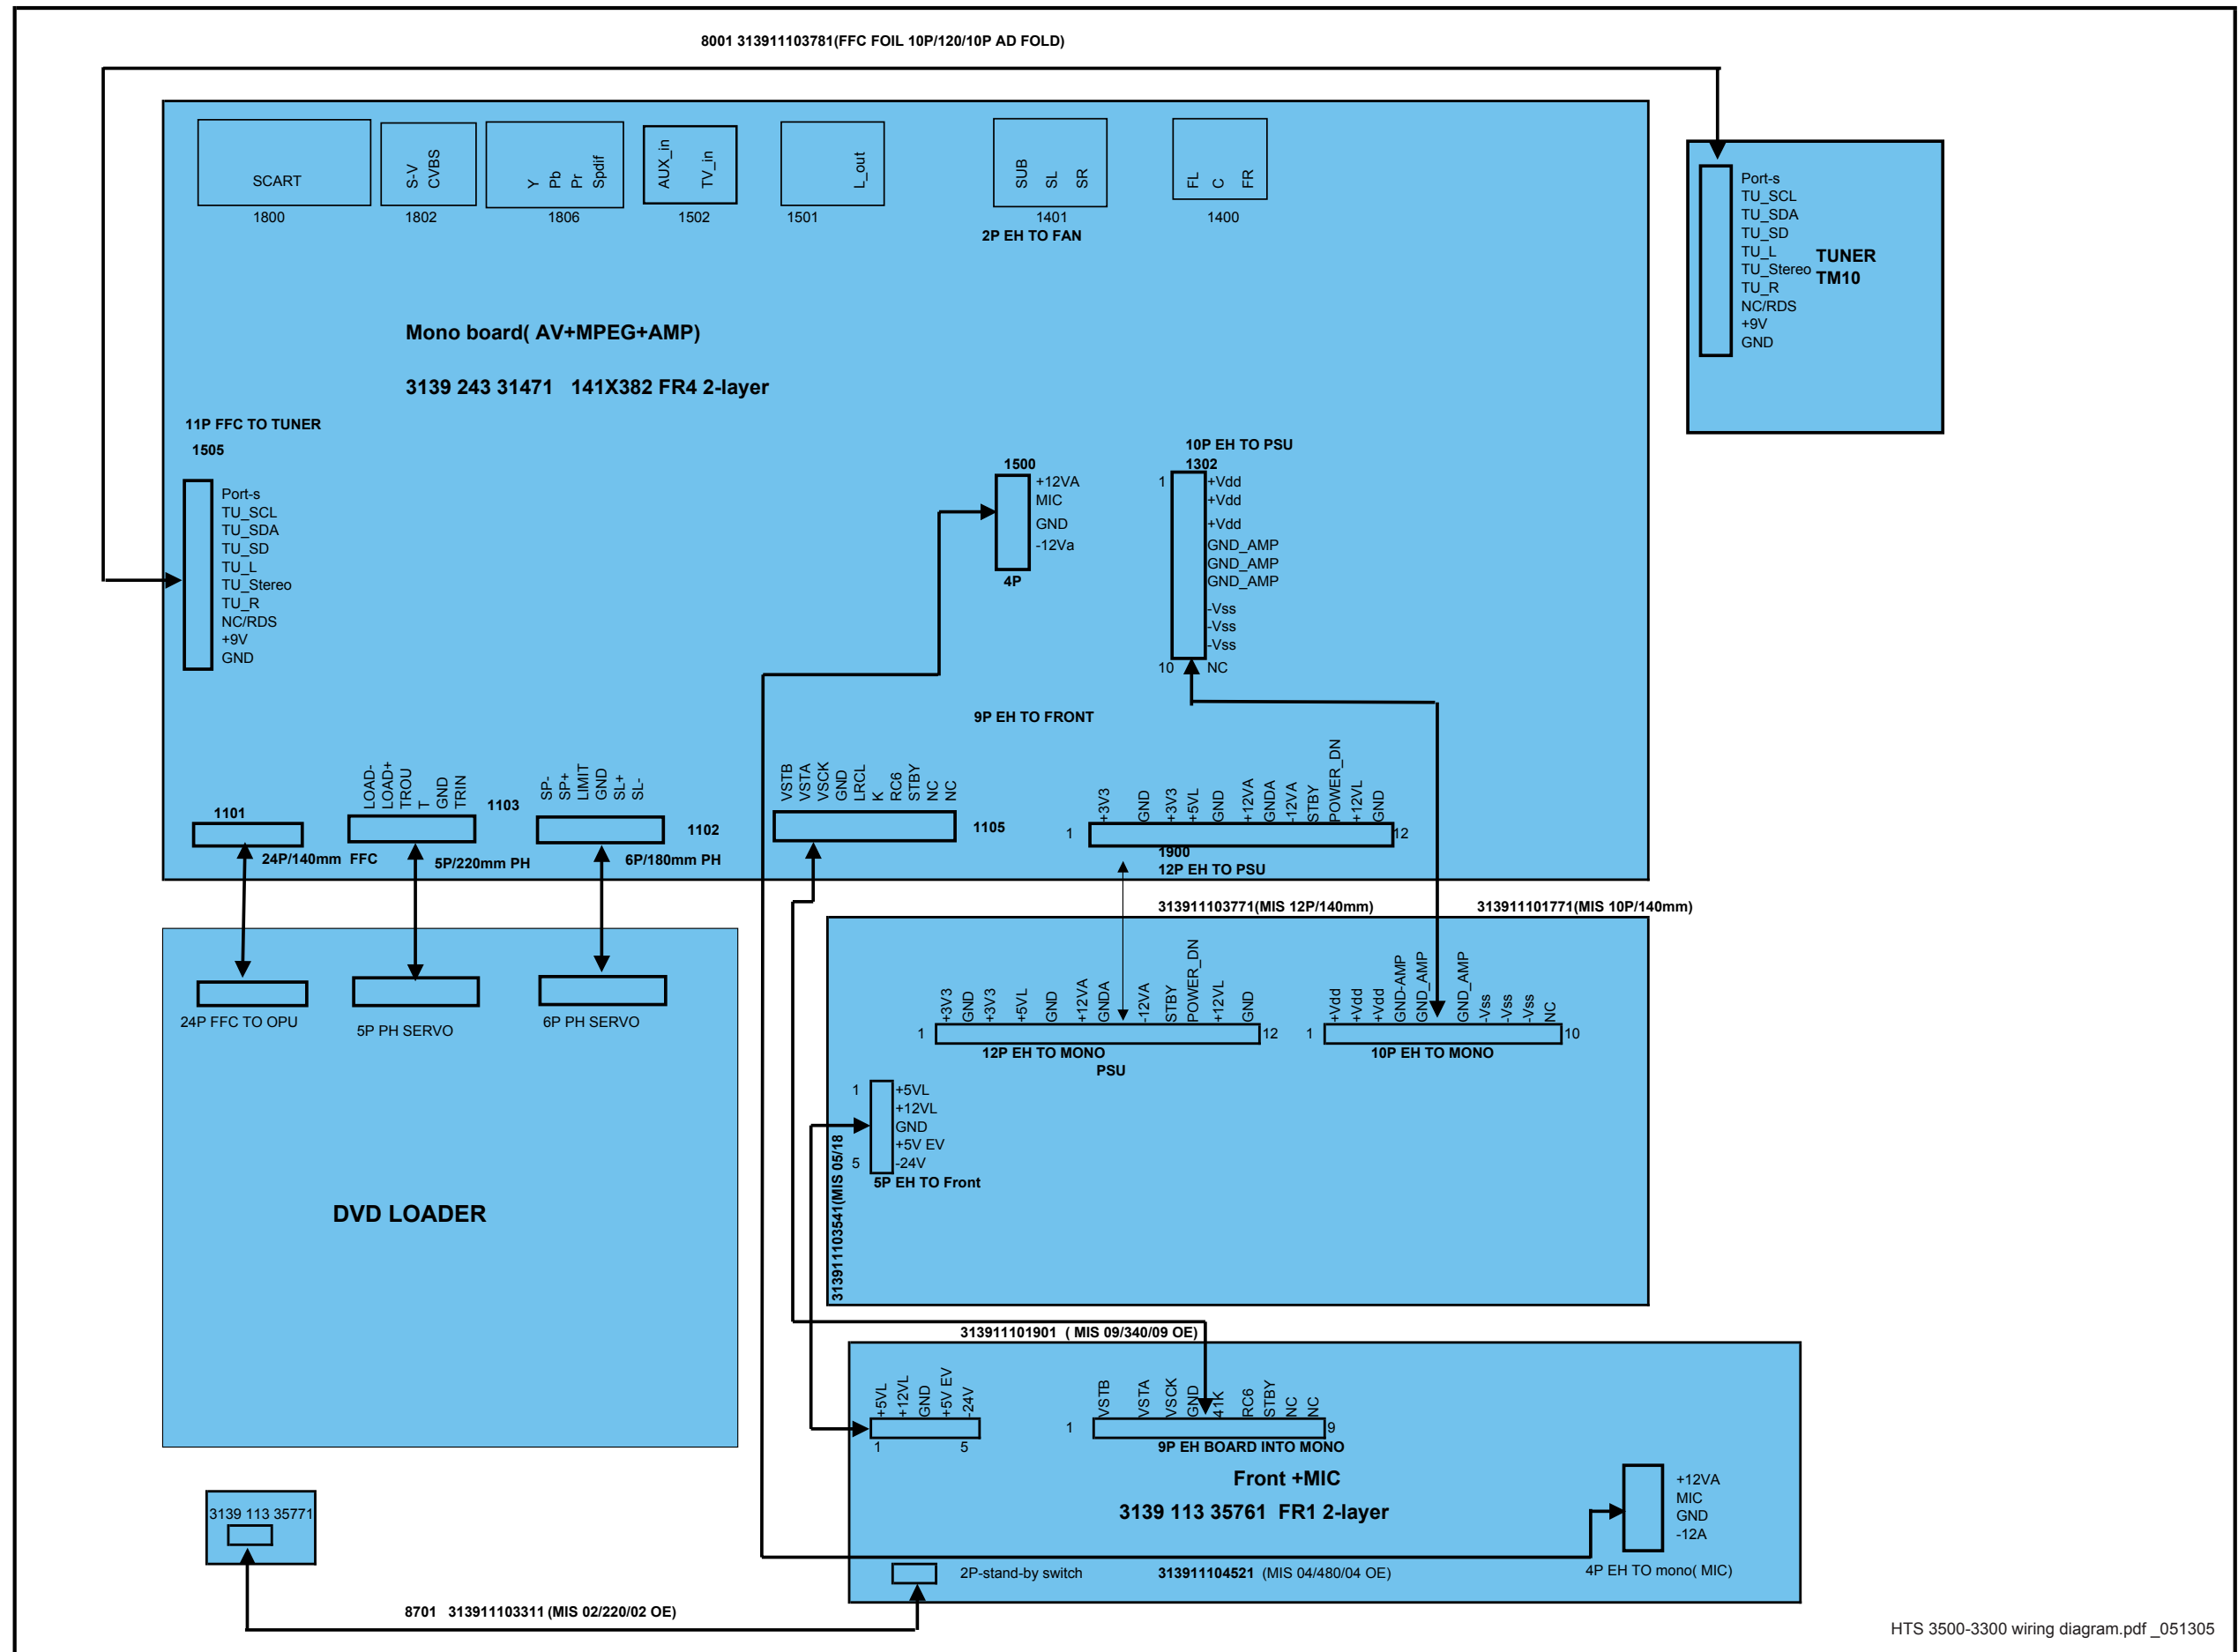 8001 313911103781(FFC FOIL 10P/120/10P AD FOLD)
SCART
1800
S-V
CVBS
1802
Y
Pb
Pr
Spdif
1806
AUX_in
TV_in
1502
L_out
1501
SUB
SL
SR
1401
2P EH TO FAN
FL
C
FR
1400
Port-s
TU_SCL
TU_SDA
TU_SD
TU_L
TU_Stereo
TU_R
NC/RDS
+9V
GND
TUNER
TM10
Mono board( AV+MPEG+AMP)
3139 243 31471 141X382 FR4 2-layer
11P FFC TO TUNER
1505
Port-s
TU_SCL
TU_SDA
TU_SD
TU_L
TU_Stereo
TU_R
NC/RDS
+9V
GND
1500
+12VA
MIC
GND
-12Va
4P
10P EH TO PSU
1302
1
+Vdd
+Vdd
+Vdd
GND_AMP
GND_AMP
GND_AMP
-Vss
-Vss
-Vss
10 NC
9P EH TO FRONT
1101
24P/140mm FFC
LOAD-
LOAD+
TROU
T
GND
TRIN
1103
5P/220mm PH
SP-
SP+
LIMIT
GND
SL+
SL-
1102
6P/180mm PH
VSTB
VSTA
VSCK
GND
LRCL
K
RC6
STBY
NC
NC
1105
+3V3
GND
+3V3
+5VL
GND
+12VA
GNDA
-12VA
STBY
POWER_DN
+12VL
GND
1
12
1900
12P EH TO PSU
313911103771(MIS 12P/140mm)
313911101771(MIS 10P/140mm)
24P FFC TO OPU
5P PH SERVO
6P PH SERVO
DVD LOADER
+3V3
GND
+3V3
+5VL
GND
+12VA
GNDA
-12VA
STBY
POWER_DN
+12VL
GND
1
12
12P EH TO MONO
PSU
+Vdd
+Vdd
+Vdd
GND-AMP
GND_AMP
GND_AMP
-Vss
-Vss
-Vss
NC
1
10
10P EH TO MONO
1
+5VL
+12VL
GND
+5V EV
5
-24V
5P EH TO Front
313911103541(MIS 05/18
313911101901 ( MIS 09/340/09 OE)
+5VL
+12VL
GND
+5V EV
-24V
1
5
VSTB
VSTA
VSCK
GND
41K
RC6
STBY
NC
NC
1
9
9P EH BOARD INTO MONO
Front +MIC
3139 113 35761 FR1 2-layer
+12VA
MIC
GND
-12A
4P EH TO mono( MIC)
2P-stand-by switch
313911104521 (MIS 04/480/04 OE)
3139 113 35771
8701 313911103311 (MIS 02/220/02 OE)
HTS 3500-3300 wiring diagram.pdf _051305